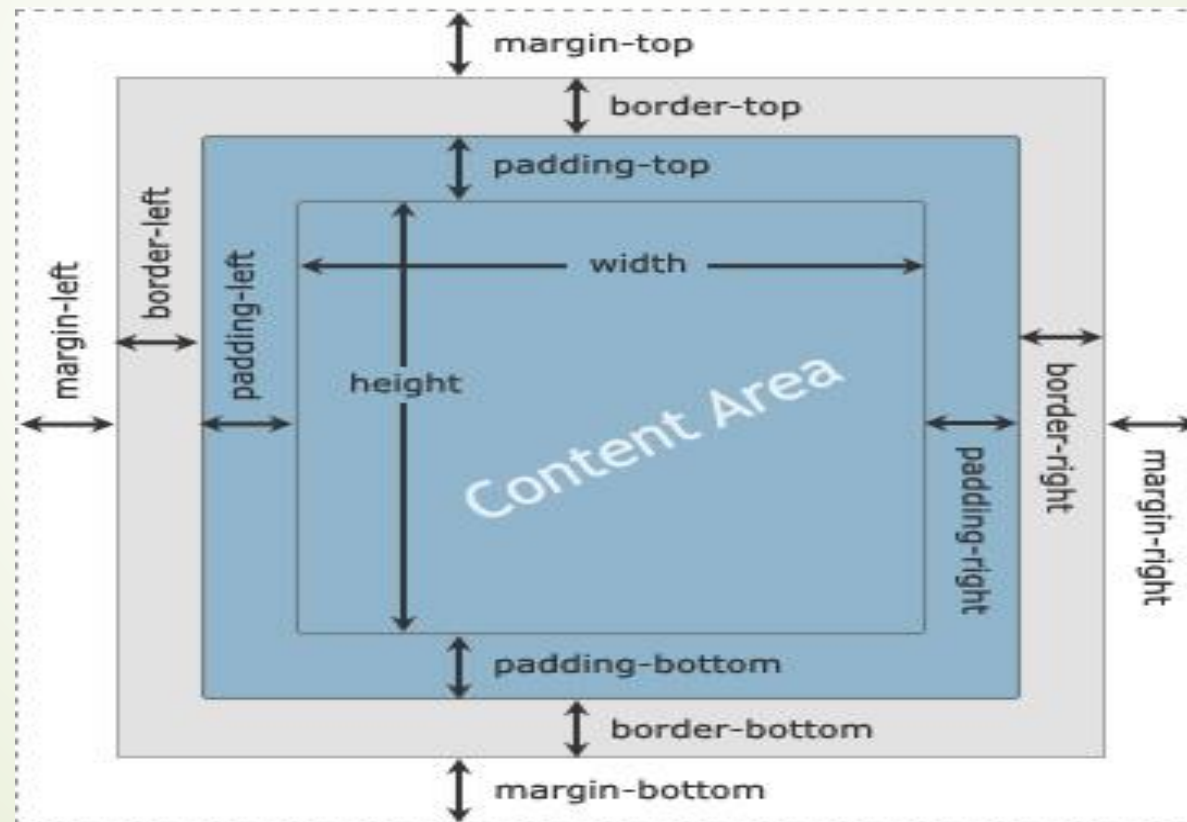 margin-top
border-top
padding-top
width
height
Content Area
margin-left
border-left
padding-left
padding-right
border-right
margin-right
padding-bottom
border-bottom
margin-bottom